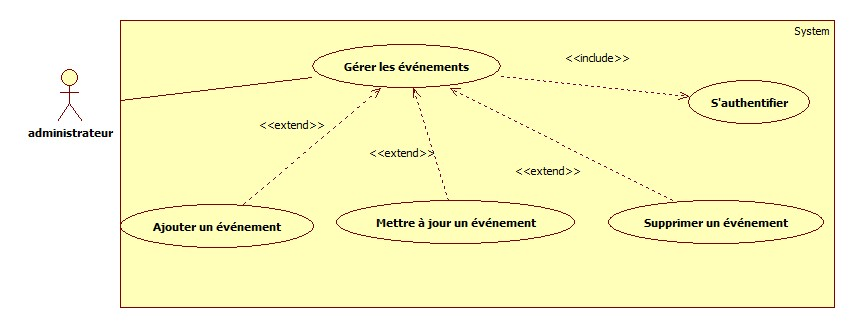 System
Gérer les événements
<<include>>
S'authentifier
administrateur
<<extend>>
<<extend>>
<<extend>>
Ajouter un événement
Mettre à jour un événement
Supprimer un événement